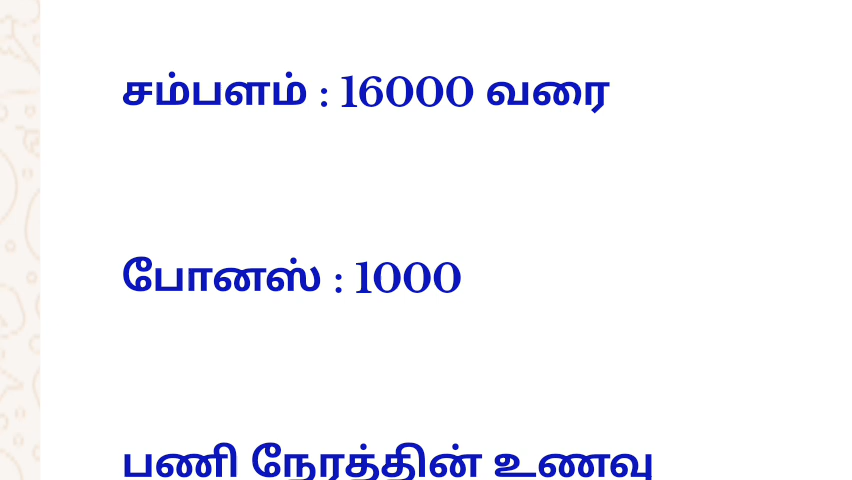 சம்பளம் : 16000 வரை
போனஸ் : 1000
பணி நேரத்தின் உணவு